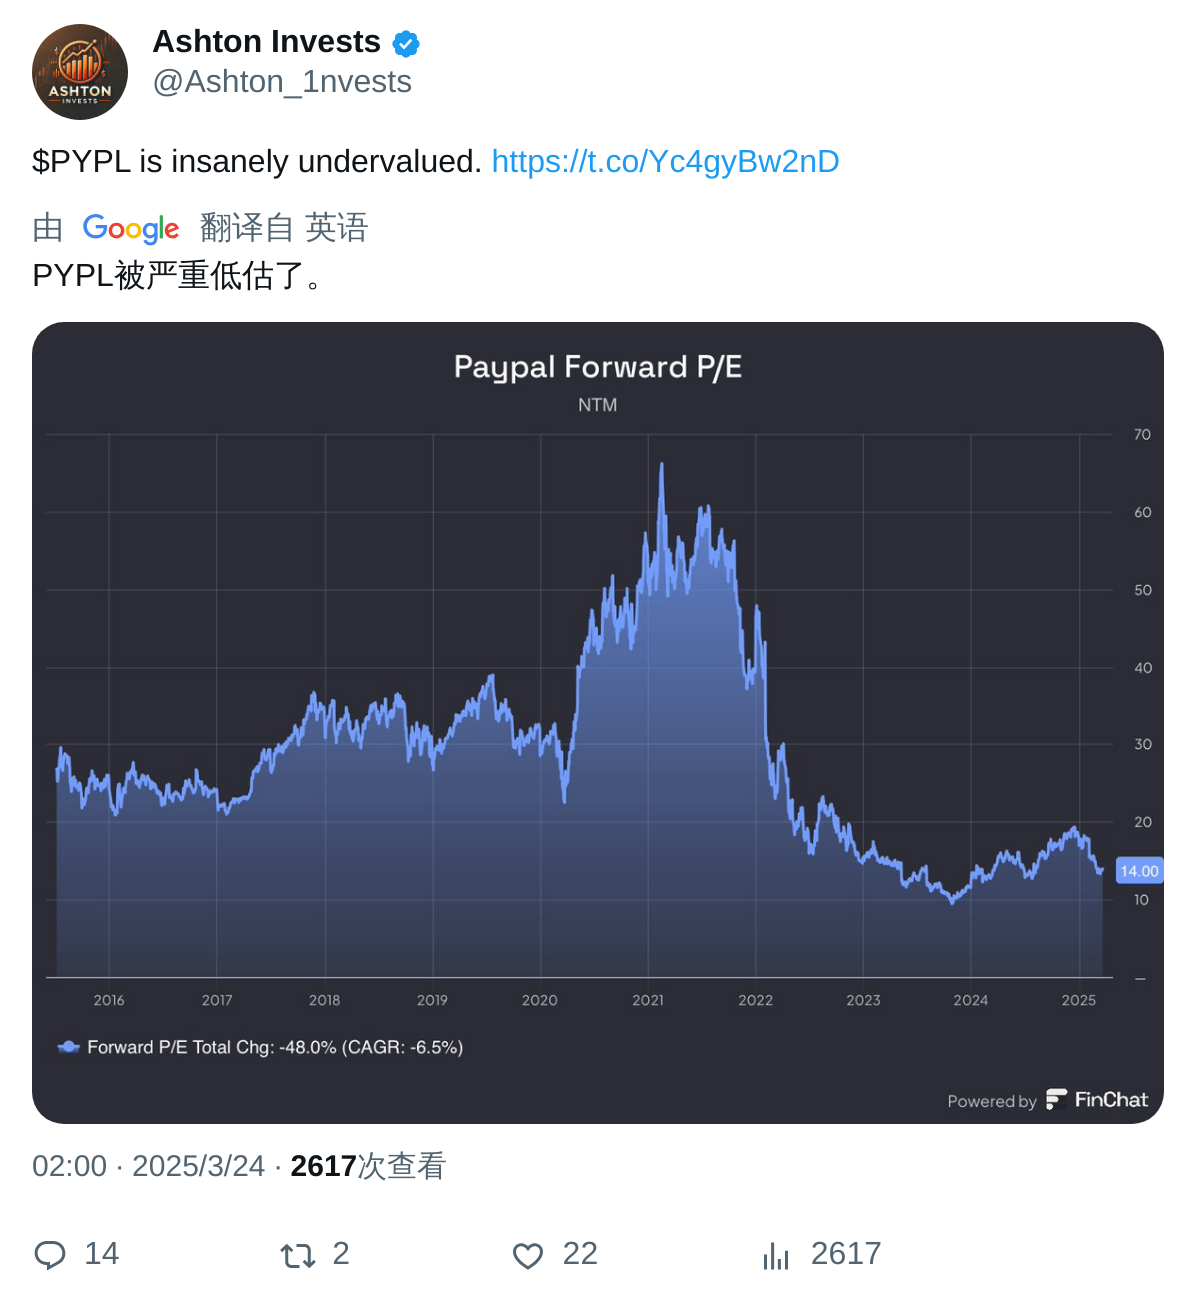 Ashton Invests
@Ashton_1nvests
ASHTON
INVESTS
$PYPL is insanely undervalued. https://t.co/Yc4gyBw2nD
由 Google 翻译自 英语
PYPL被严重低估了。
Paypal Forward P/E
NTM
70
60
50
40
30
20
14.00
10
–
2016 2017 2018 2019 2020 2021 2022 2023 2024 2025
Forward P/E Total Chg: -48.0% (CAGR: -6.5%)
Powered by FinChat
02:00 · 2025/3/24 · 2617次查看
14 2 22 2617